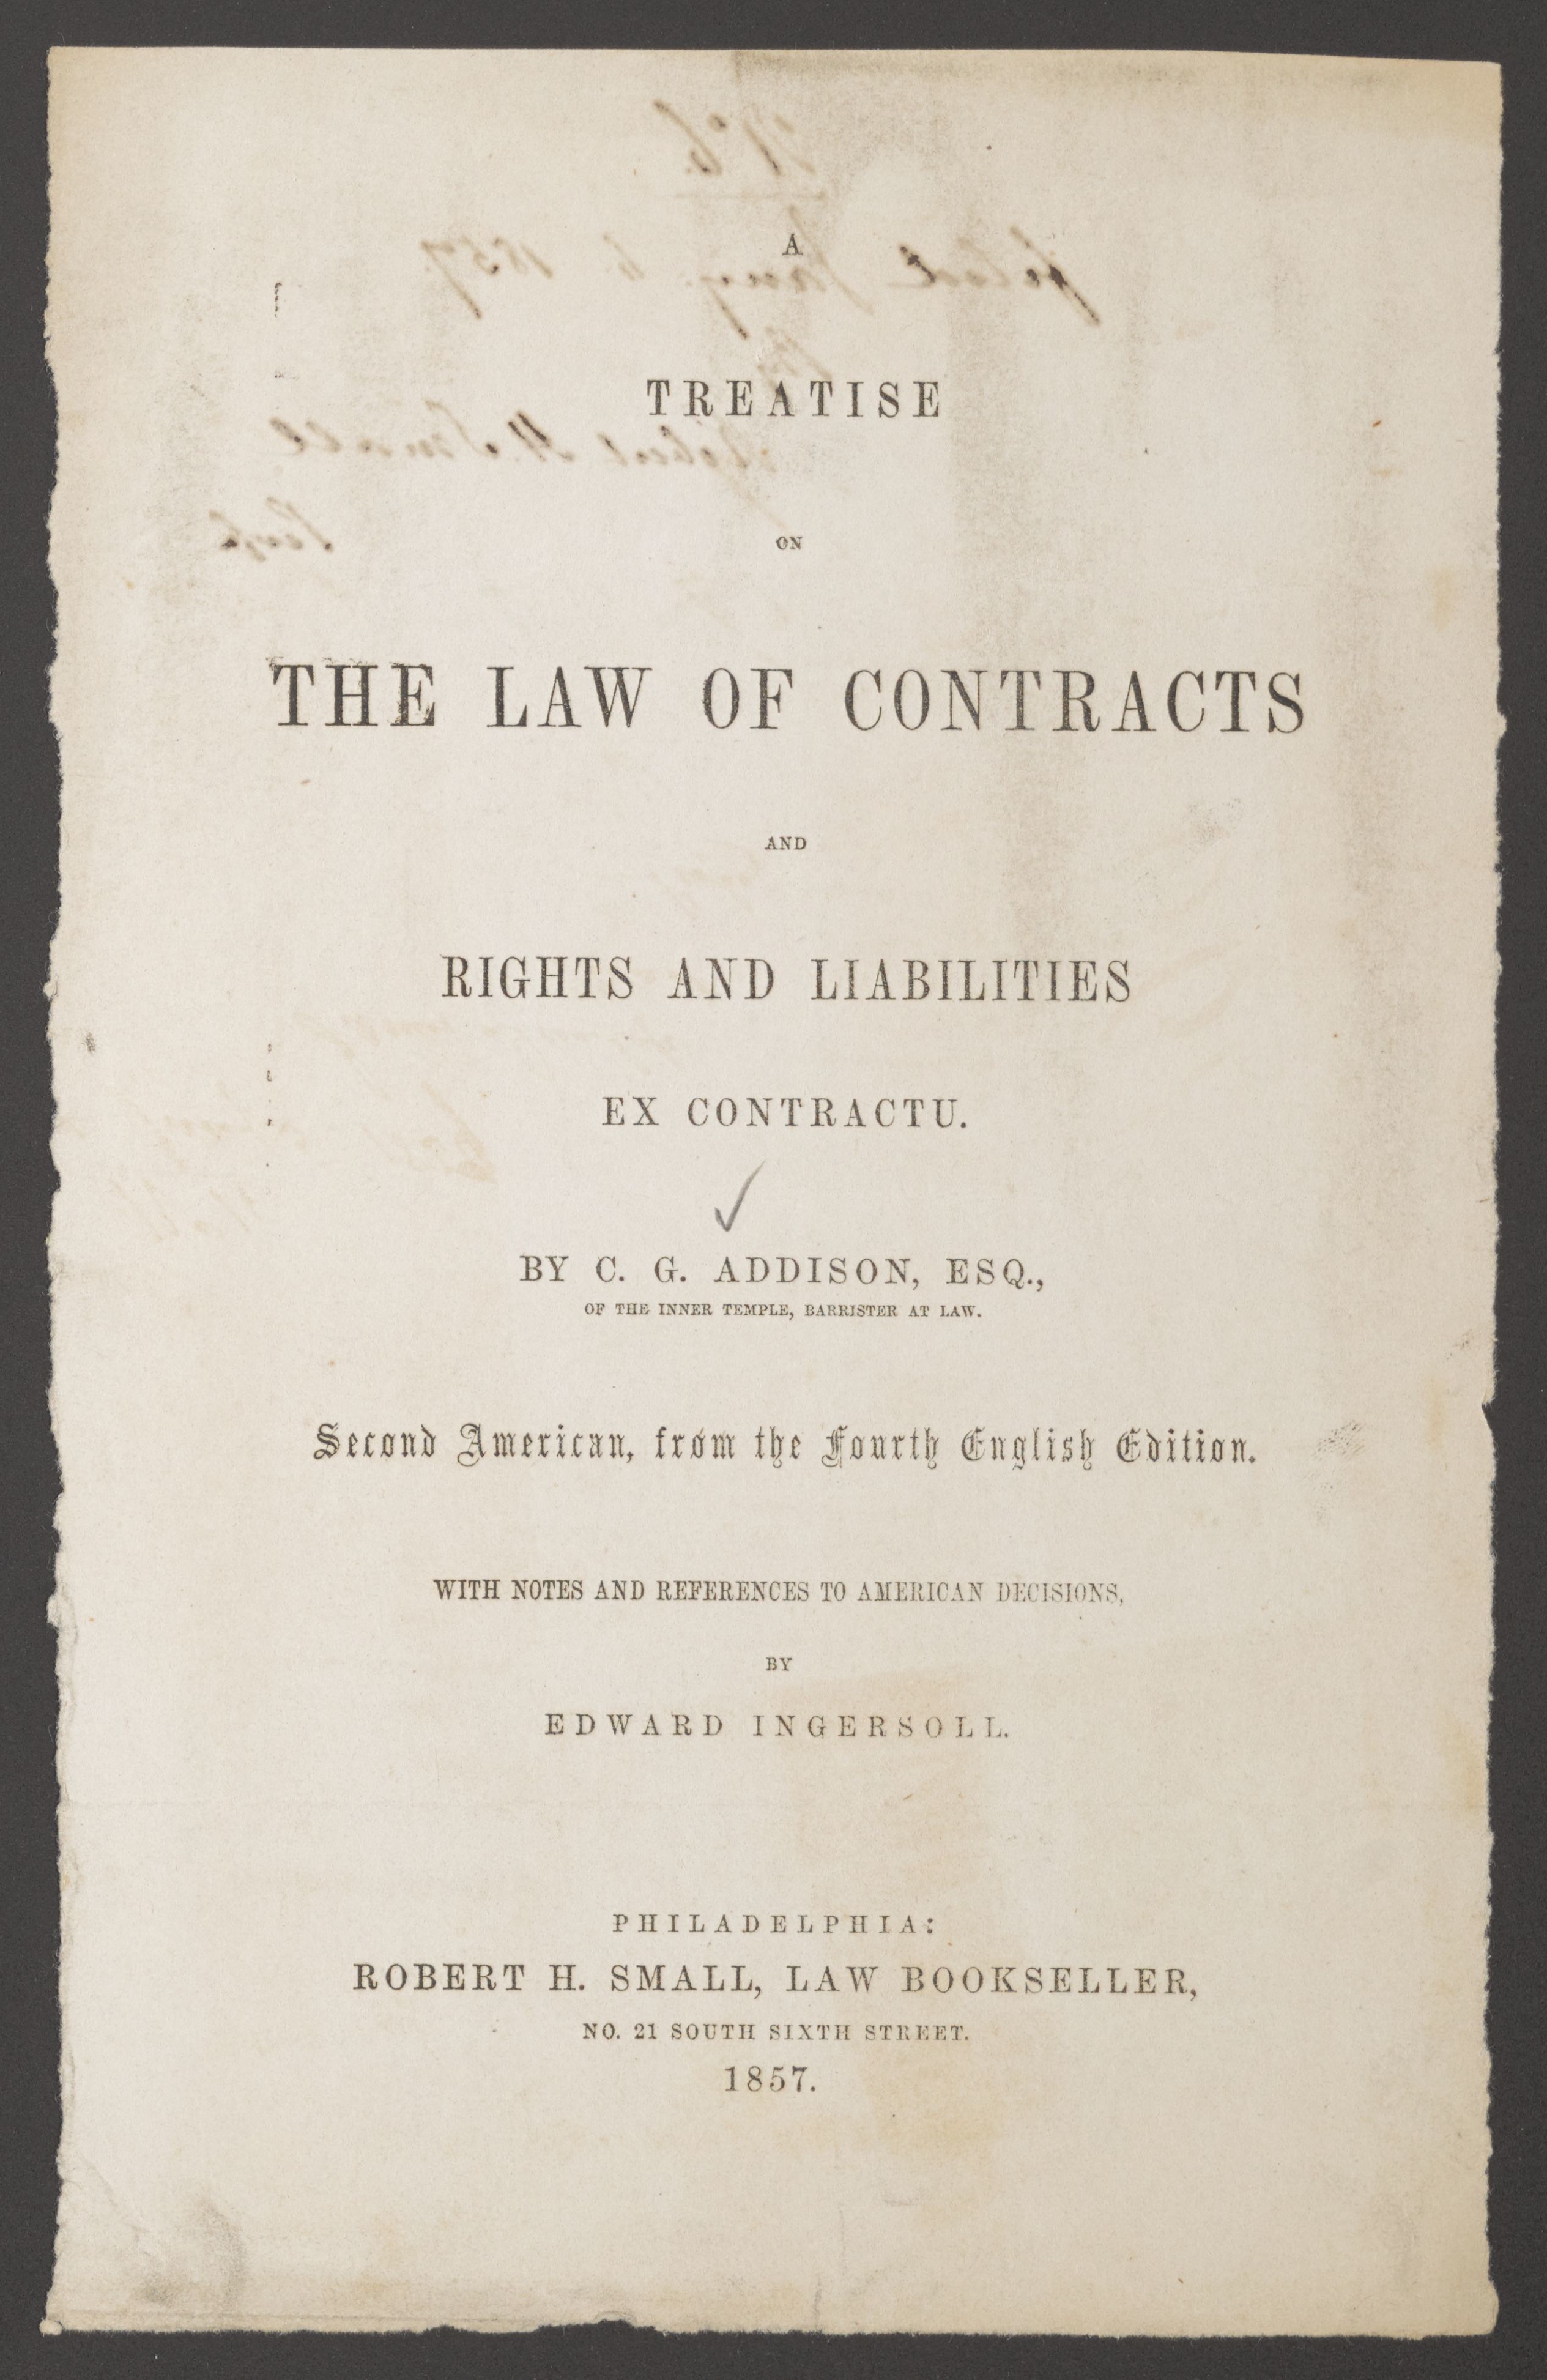 A
TREATISE
ON
THE LAW OF CONTRACTS
AND
RIGHTS AND LIABILITIES
EX CONTRACTU.
BY C. G. ADDISON, ESQ.,
OF THE INNER TEMPLE, BARRISTER AT LAW.
Second American, from the Fourth English Edition.
WITH NOTES AND REFERENCES TO AMERICAN DECISIONS,
BY
EDWARD INGERSOLL.
PHILADELPHIA:
ROBERT H. SMALL, LAW BOOKSELLER,
NO. 21 SOUTH SIXTH STREET.
1857.